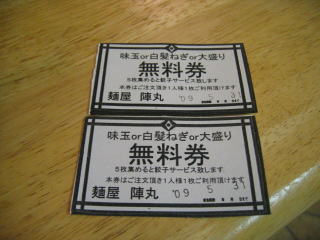 味玉or白髪ねぎor大盛り
無料券
5枚集めると餃子サービス致します
本券はご注文頂き1人様1枚ご利用頂けます
麺屋 陣丸 '09 31
味玉or白髪ねぎor大盛り
無料券
5枚集めると餃子サービス致します
本券はご注文頂き1人様1枚ご利用頂けます
麺屋 陣丸 '09 5 31